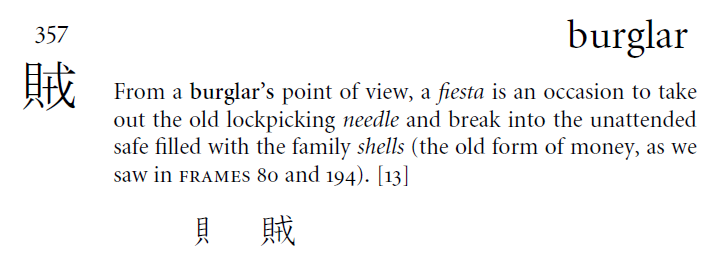 357
burglar
賊
From a burglar’s point of view, a fiesta is an occasion to take
out the old lockpicking needle and break into the unattended
safe filled with the family shells (the old form of money, as we
saw in FRAMES 80 and 194). [13]
貝 賊